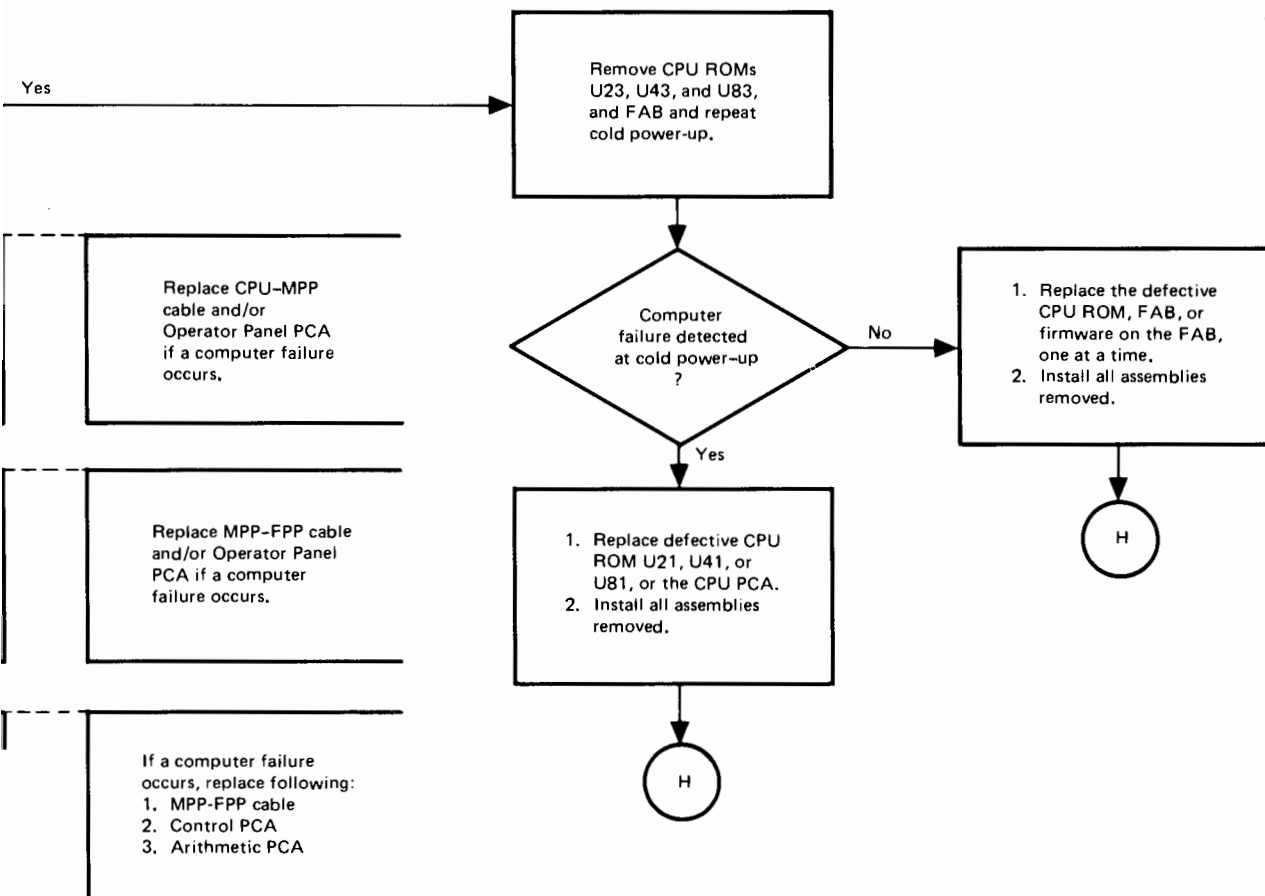 Yes
Remove CPU ROMs
U23, U43, and U83,
and FAB and repeat
cold power-up.
Replace CPU-MPP
cable and/or
Operator Panel PCA
if a computer failure
occurs.
Computer
failure detected
at cold power-up
?
No
1. Replace the defective
CPU ROM, FAB, or
firmware on the FAB,
one at a time.
2. Install all assemblies
removed.
Yes
H
Replace MPP-FPP cable
and/or Operator Panel
PCA if a computer
failure occurs.
1. Replace defective CPU
ROM U21, U41, or
U81, or the CPU PCA.
2. Install all assemblies
removed.
H
If a computer failure
occurs, replace following:
1. MPP-FPP cable
2. Control PCA
3. Arithmetic PCA